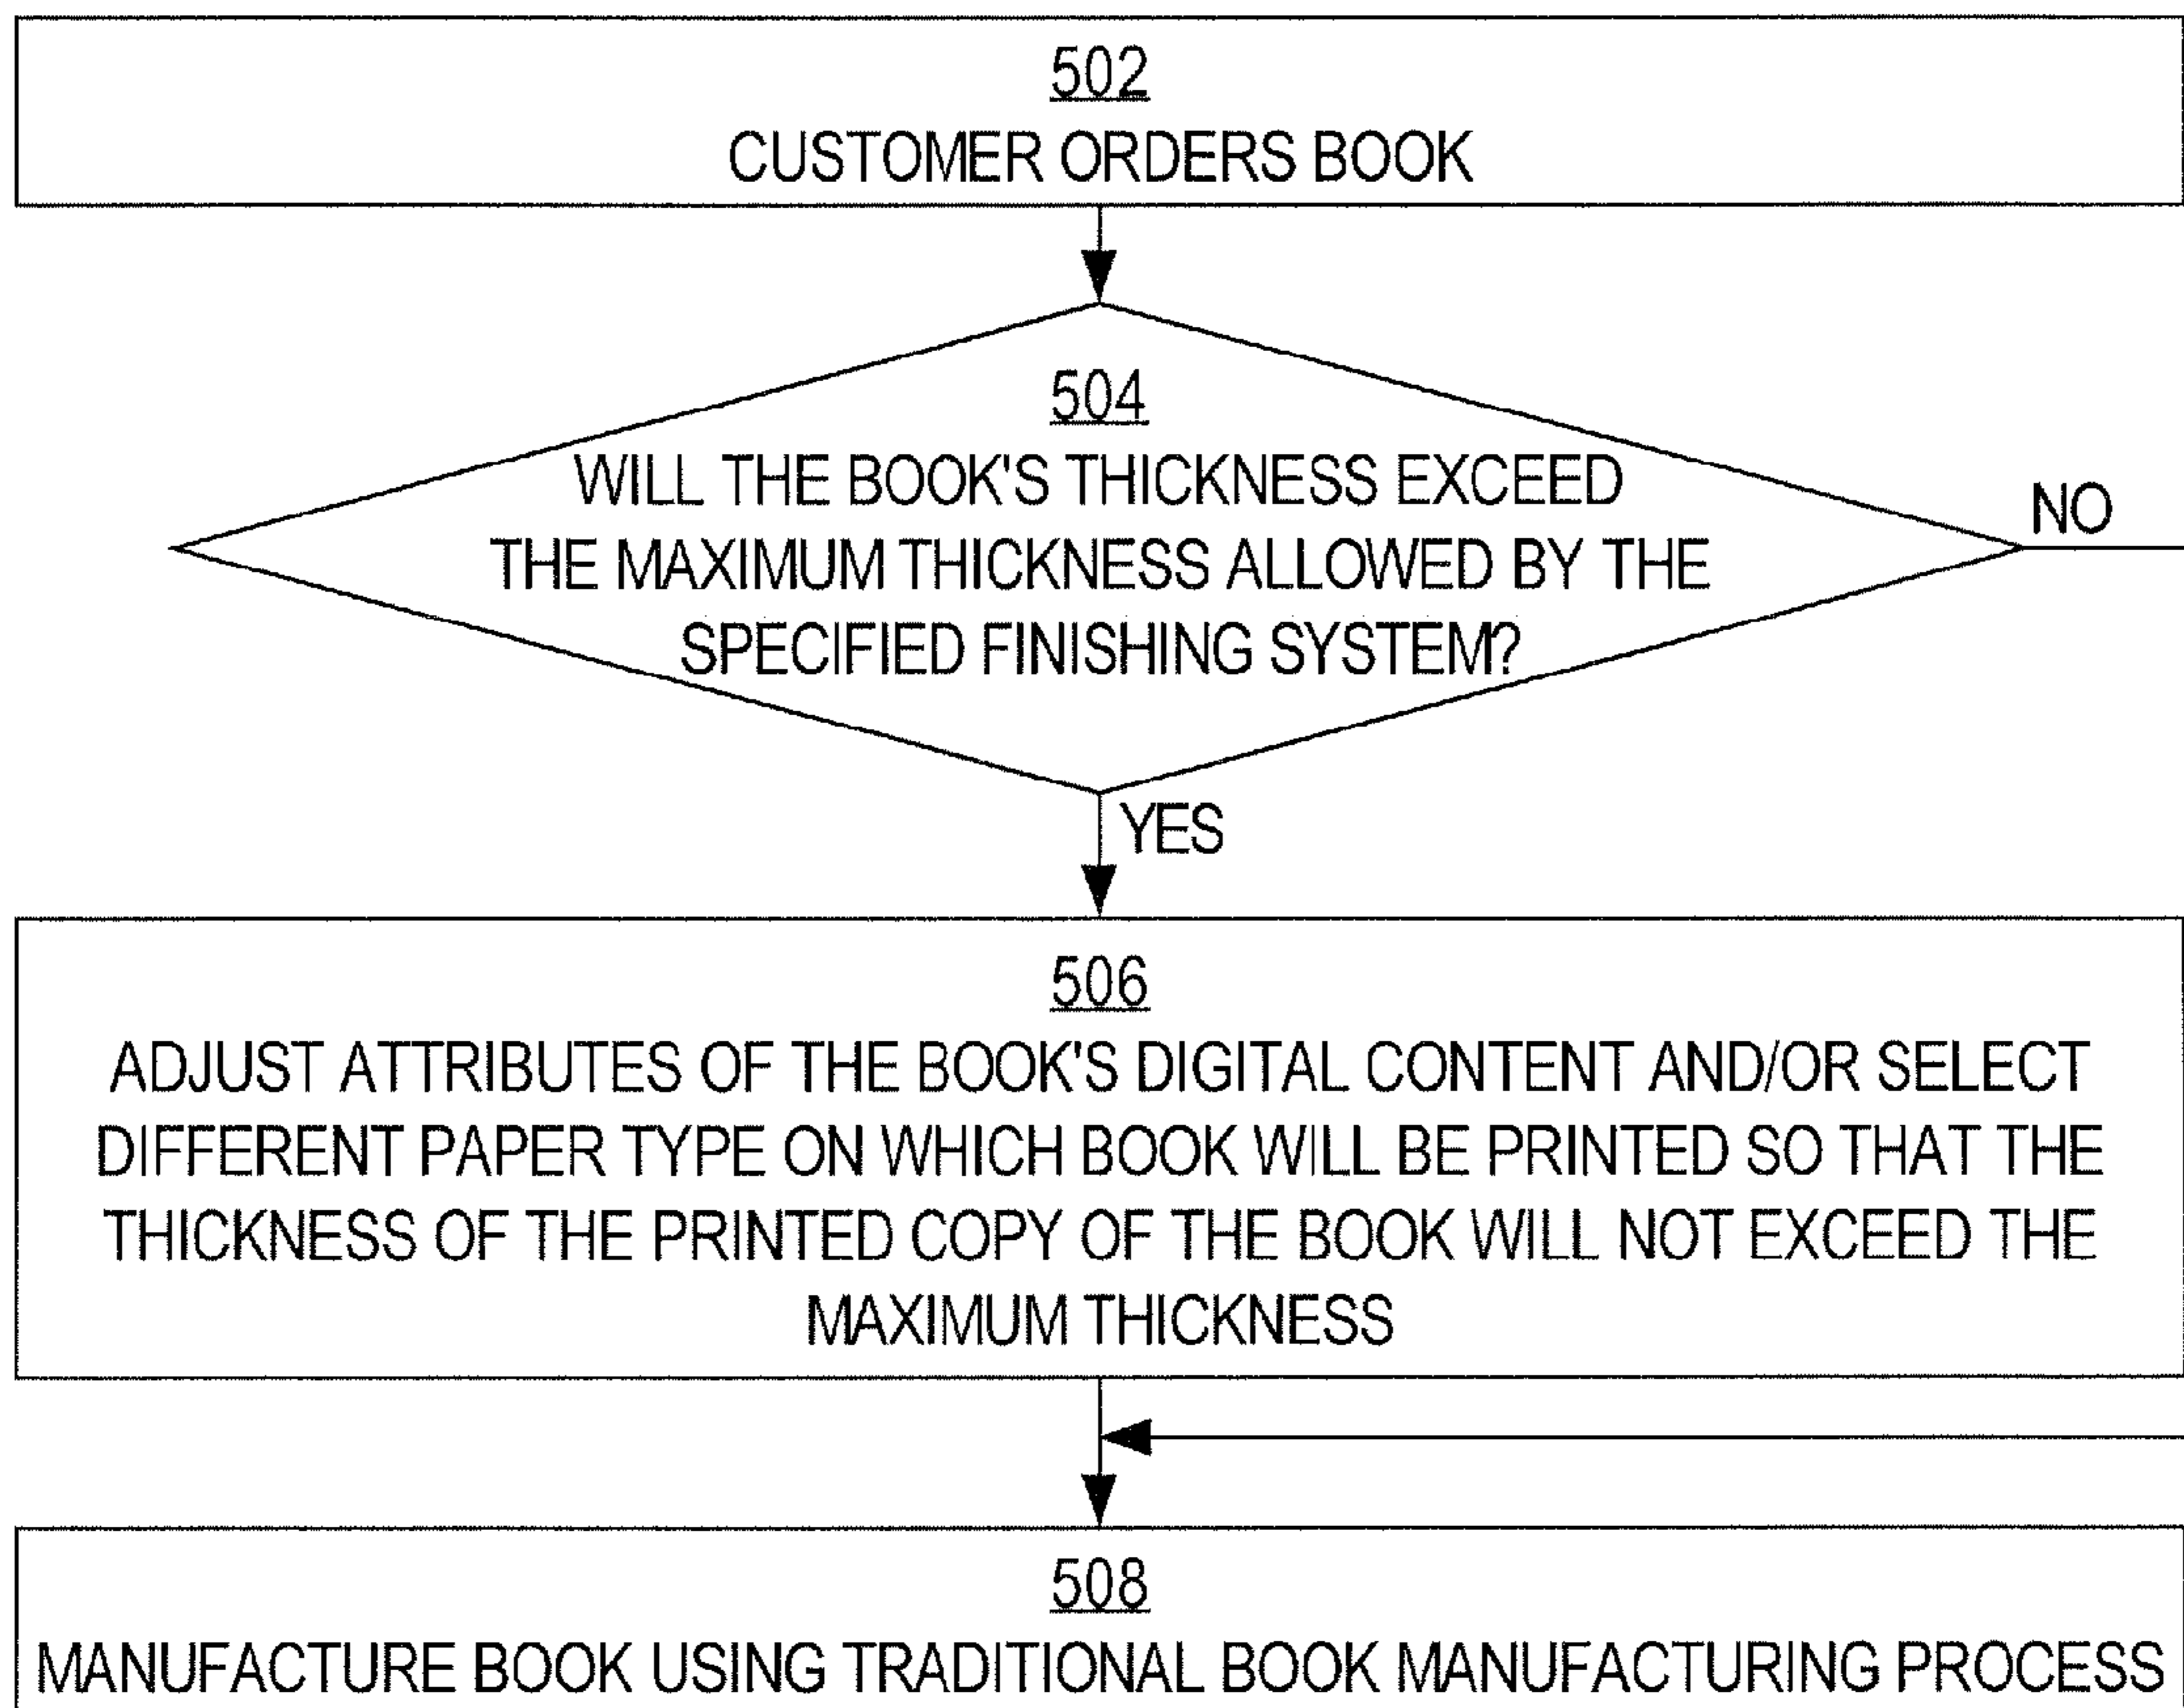 502
CUSTOMER ORDERS BOOK
504
WILL THE BOOK'S THICKNESS EXCEED
THE MAXIMUM THICKNESS ALLOWED BY THE
SPECIFIED FINISHING SYSTEM?
NO
YES
506
ADJUST ATTRIBUTES OF THE BOOK'S DIGITAL CONTENT AND/OR SELECT
DIFFERENT PAPER TYPE ON WHICH BOOK WILL BE PRINTED SO THAT THE
THICKNESS OF THE PRINTED COPY OF THE BOOK WILL NOT EXCEED THE
MAXIMUM THICKNESS
508
MANUFACTURE BOOK USING TRADITIONAL BOOK MANUFACTURING PROCESS